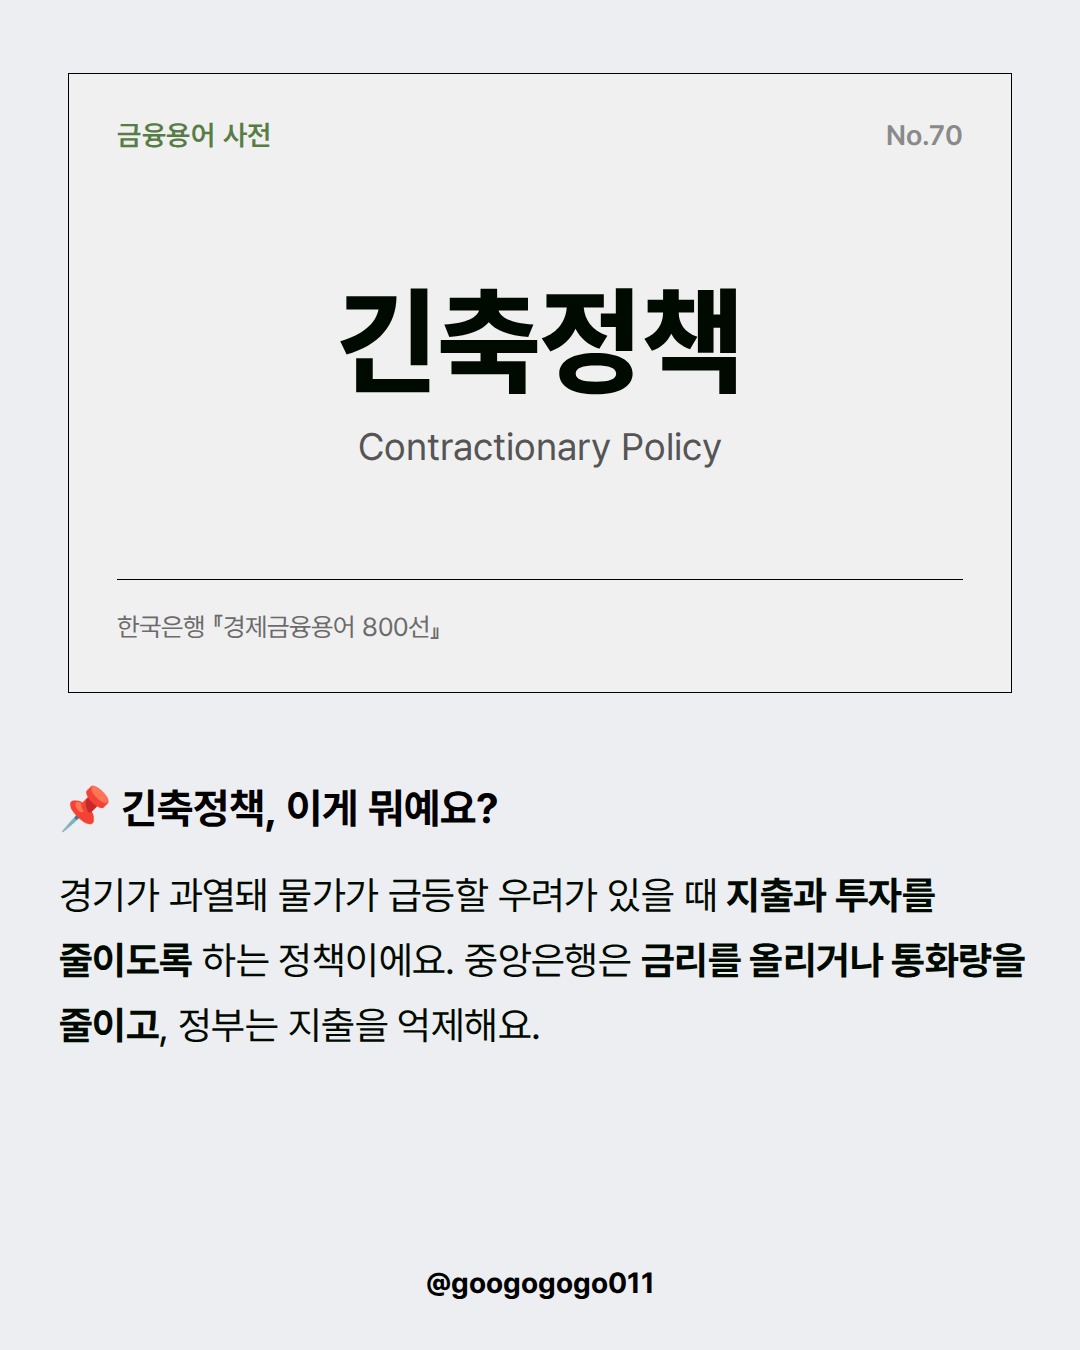 금융용어 사전
No.70
긴축정책
Contractionary Policy
한국은행 『경제금융용어 800선』
📌 긴축정책, 이게 뭐예요?
경기가 과열돼 물가가 급등할 우려가 있을 때 지출과 투자를
줄이도록 하는 정책이에요. 중앙은행은 금리를 올리거나 통화량을
줄이고, 정부는 지출을 억제해요.
@googogogo011